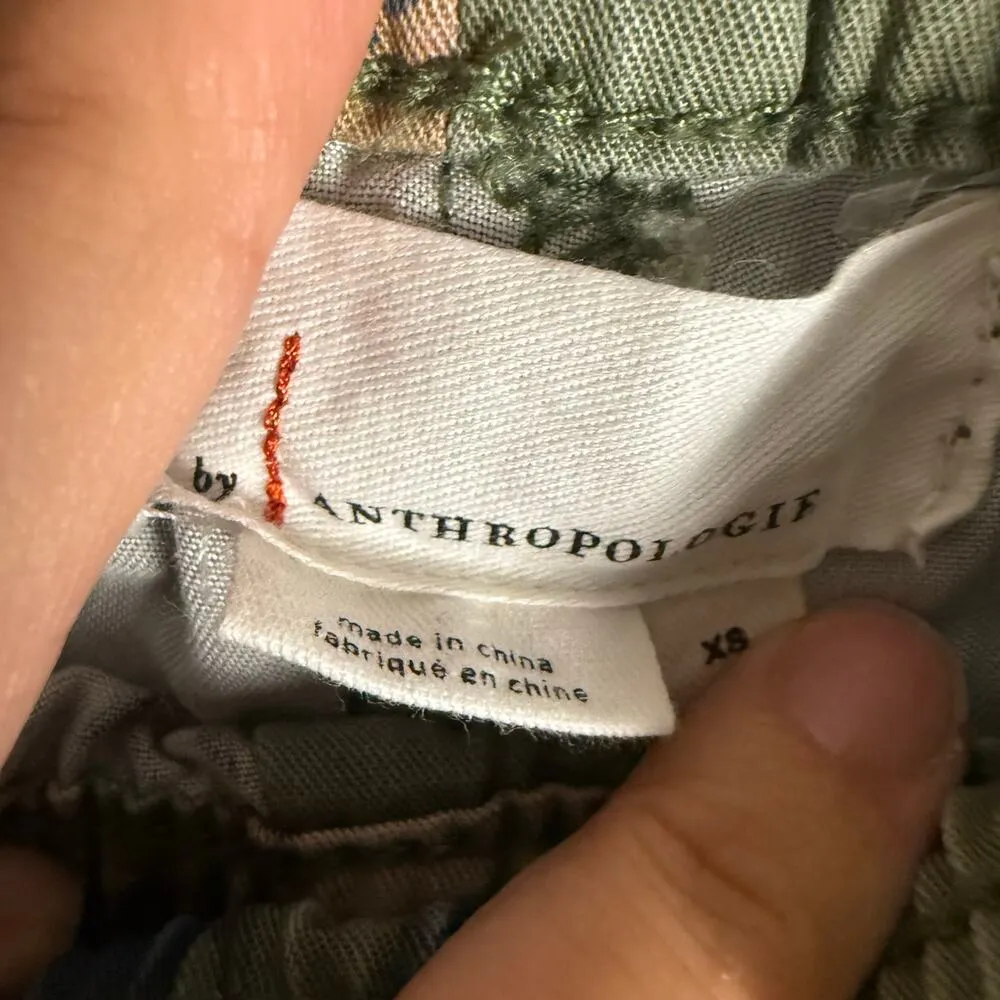 by ANTHROPOLOGIE
made in china
fabriqué en chine
XS